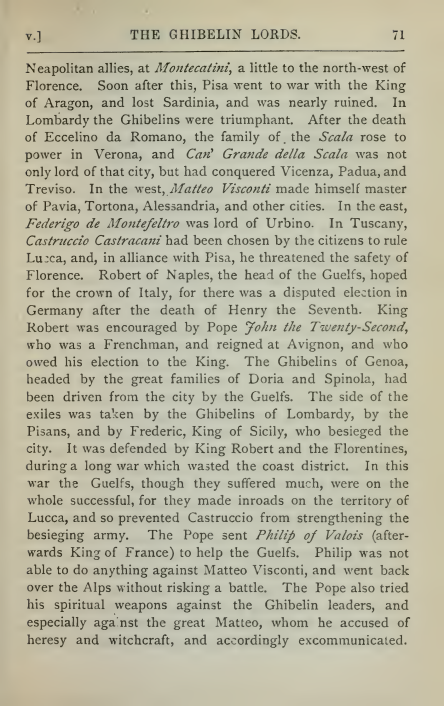 v.] THE GHIBELIN LORDS. 71
Neapolitan allies, at Montecatini, a little to the north-west of
Florence. Soon after this, Pisa went to war with the King
of Aragon, and lost Sardinia, and was nearly ruined. In
Lombardy the Ghibelins were triumphant. After the death
of Eccelino da Romano, the family of the Scala rose to
power in Verona, and Can' Grande della Scala was not
only lord of that city, but had conquered Vicenza, Padua, and
Treviso. In the west, Matteo Visconti made himself master
of Pavia, Tortona, Alessandria, and other cities. In the east,
Federigo de Montefeltro was lord of Urbino. In Tuscany,
Castruccio Castracani had been chosen by the citizens to rule
Lucca, and, in alliance with Pisa, he threatened the safety of
Florence. Robert of Naples, the head of the Guelfs, hoped
for the crown of Italy, for there was a disputed election in
Germany after the death of Henry the Seventh. King
Robert was encouraged by Pope John the Twenty-Second,
who was a Frenchman, and reigned at Avignon, and who
owed his election to the King. The Ghibelins of Genoa,
headed by the great families of Doria and Spinola, had
been driven from the city by the Guelfs. The side of the
exiles was taken by the Ghibelins of Lombardy, by the
Pisans, and by Frederic, King of Sicily, who besieged the
city. It was defended by King Robert and the Florentines,
during a long war which wasted the coast district. In this
war the Guelfs, though they suffered much, were on the
whole successful, for they made inroads on the territory of
Lucca, and so prevented Castruccio from strengthening the
besieging army. The Pope sent Philip of Valois (after-
wards King of France) to help the Guelfs. Philip was not
able to do anything against Matteo Visconti, and went back
over the Alps without risking a battle. The Pope also tried
his spiritual weapons against the Ghibelin leaders, and
especially against the great Matteo, whom he accused of
heresy and witchcraft, and accordingly excommunicated.